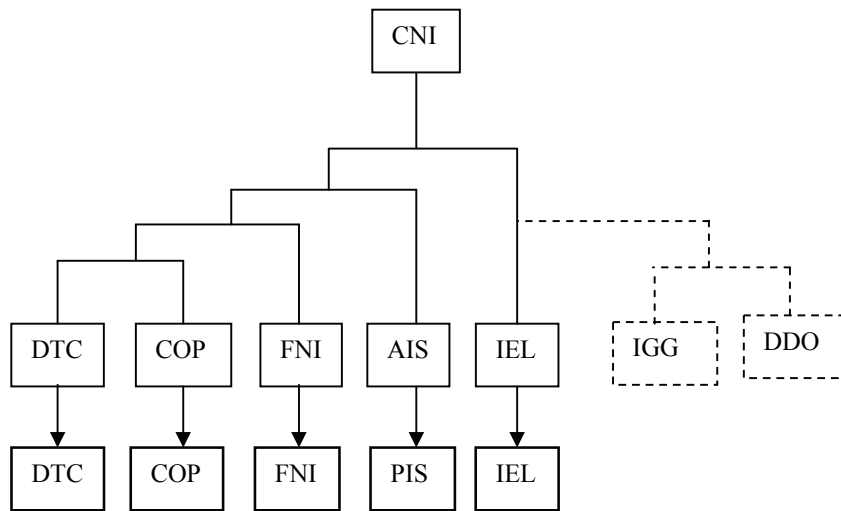 CNI
DTC COP FNI AIS IEL IGG DDO
DTC COP FNI PIS IEL